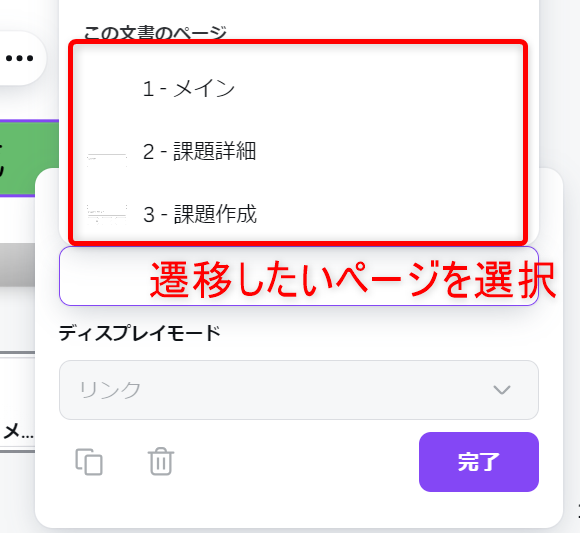 この文書のページ
1 - メイン
2 - 課題詳細
3 - 課題作成
遷移したいページを選択
ディスプレイモード
リンク
メ...
完了